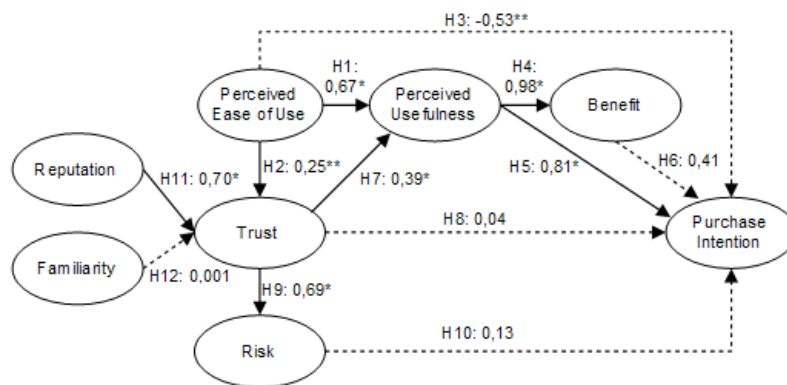 H3: -0,53**
H1:
0,67*
H4:
0,98*
Perceived
Ease of Use
Perceived
Usefulness
Benefit
Reputation
H11: 0,70*
H2: 0,25**
H7: 0,39*
H5: 0,81*
H6: 0,41
Trust
H8: 0,04
Purchase
Intention
Familiarity
H12: 0,001
H9: 0,69*
Risk
H10: 0,13